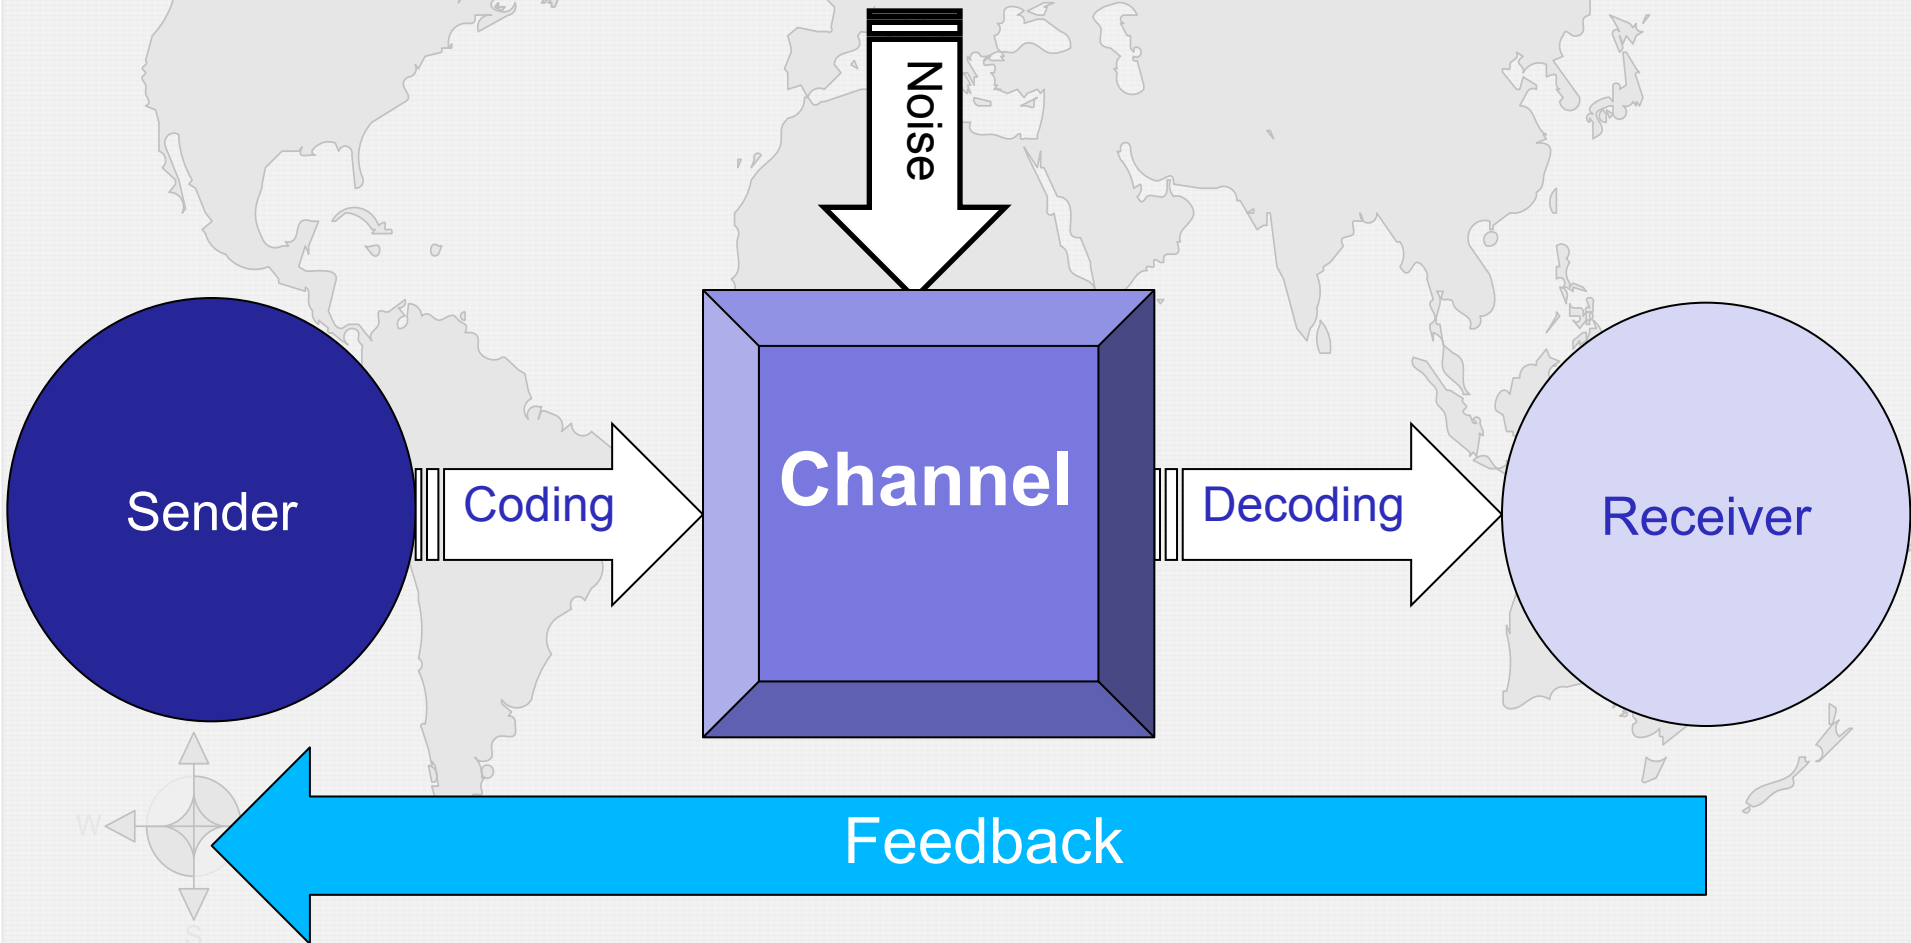 Noise
Sender
Coding
Channel
Decoding
Receiver
Feedback
W
S